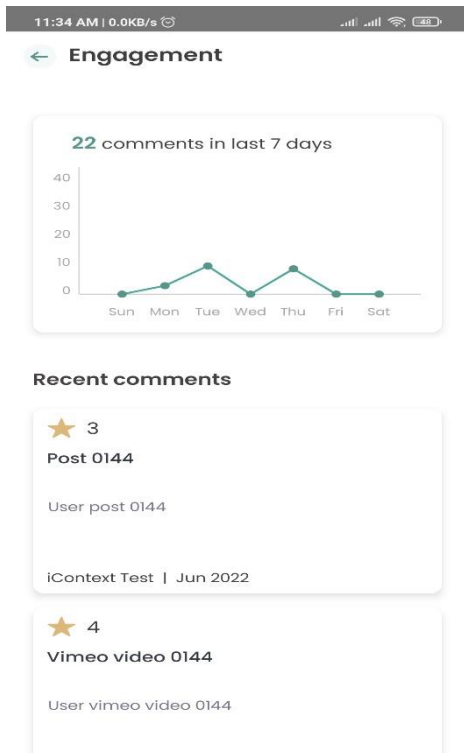 11:34 AM | 0.0KB/s
48
Engagement
22 comments in last 7 days
40
30
20
10
0
Sun Mon Tue Wed Thu Fri Sat
Recent comments
3
Post 0144
User post 0144
iContext Test | Jun 2022
4
Vimeo video 0144
User vimeo video 0144